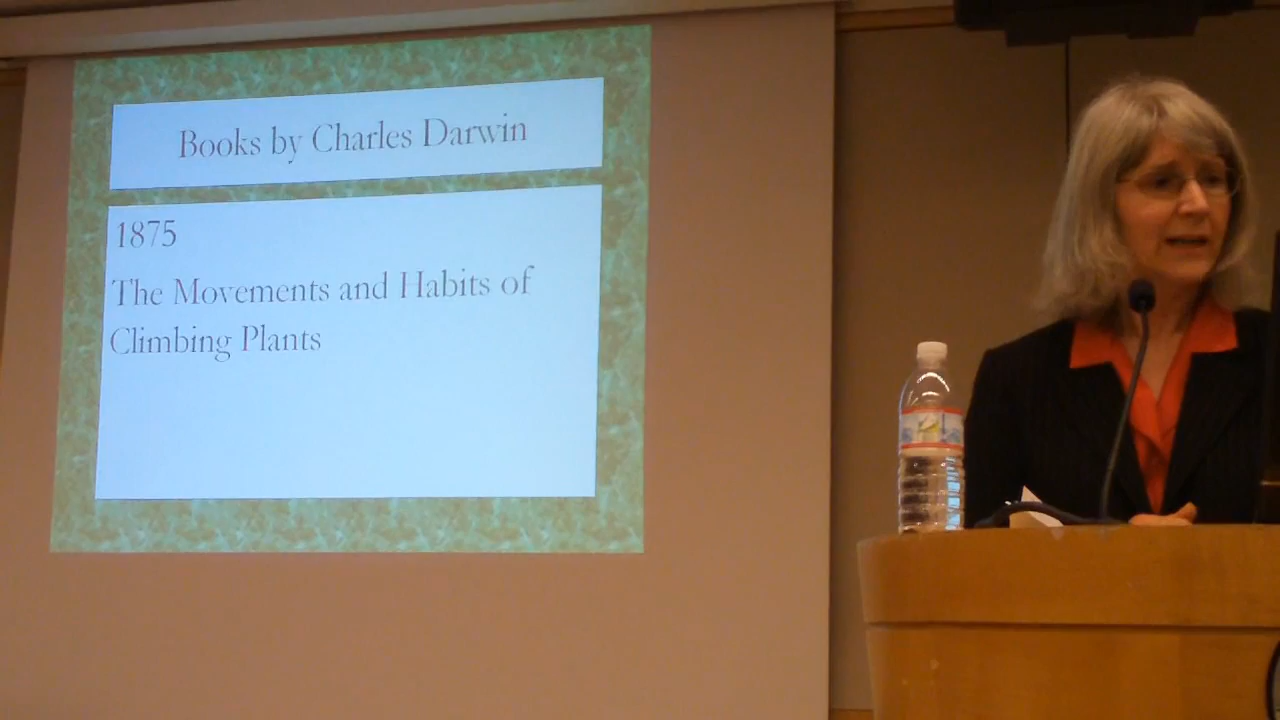 Books by Charles Darwin
1875
The Movements and Habits of
Climbing Plants